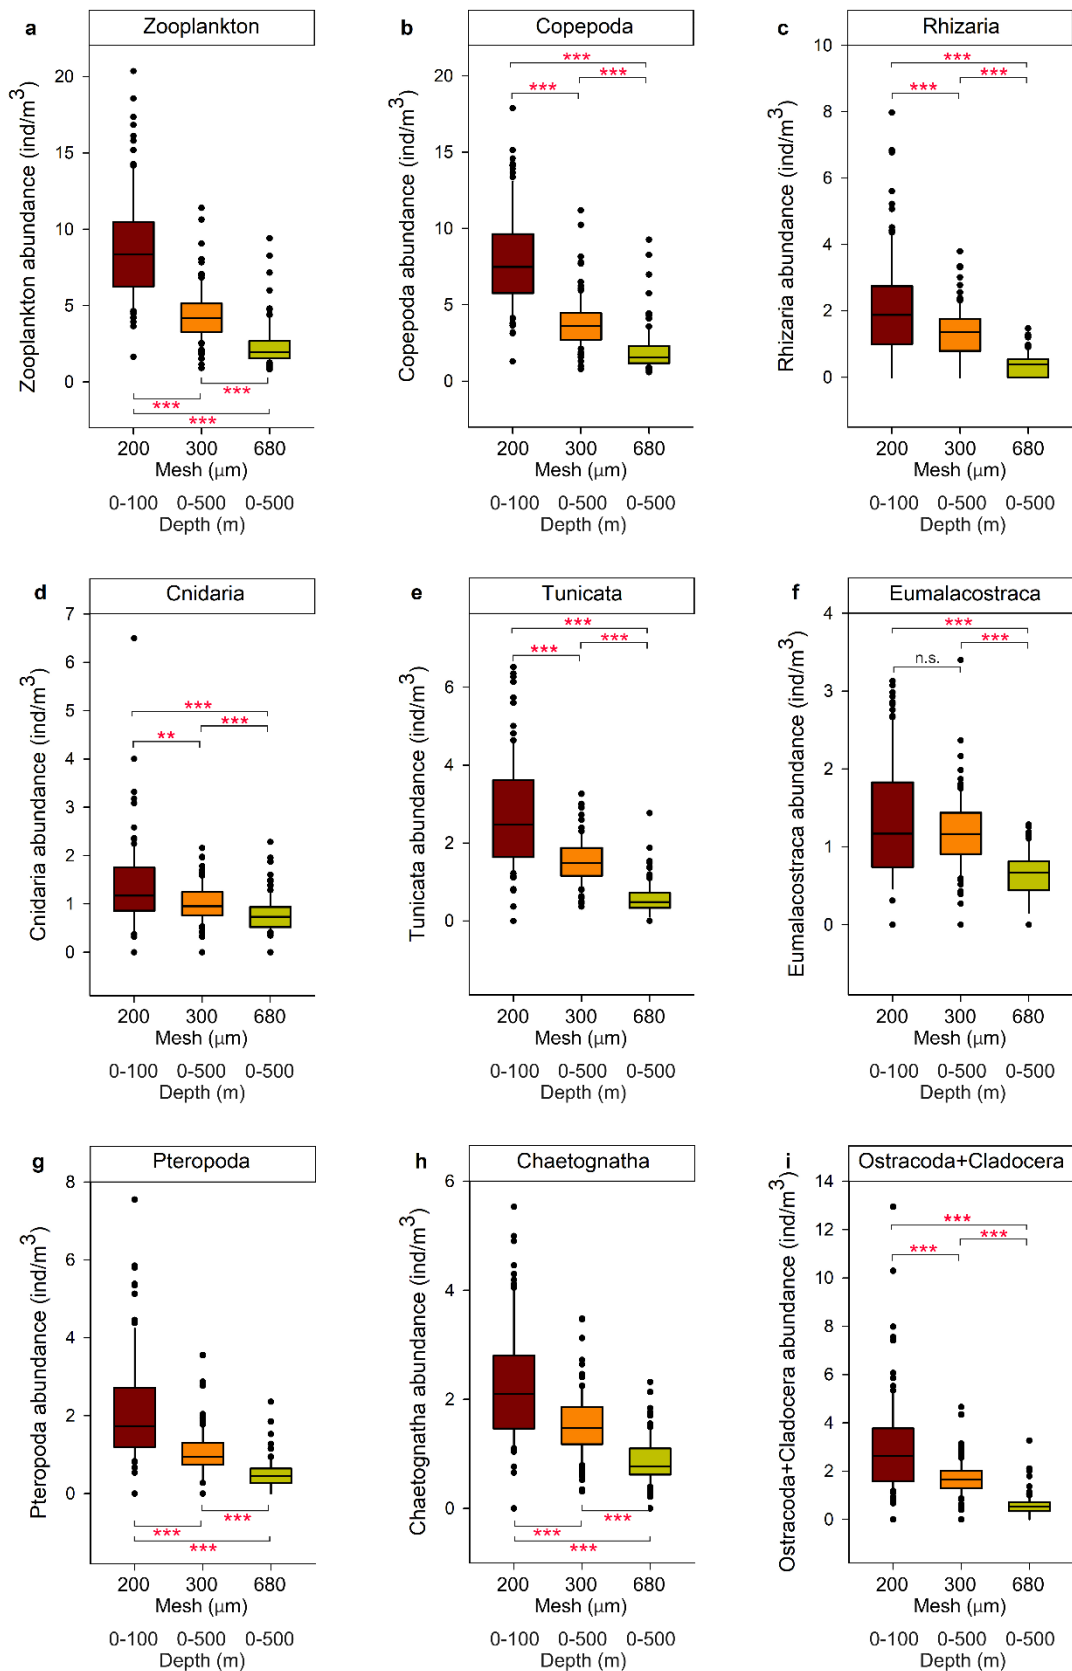 a
Zooplankton
Zooplankton abundance (ind/m³)
20
15
10
5
0
***
***
***
200 300 680
Mesh (μm)
0-100 0-500 0-500
Depth (m)
b
Copepoda
Copepoda abundance (ind/m³)
20
15
10
5
0
***
***
***
200 300 680
Mesh (μm)
0-100 0-500 0-500
Depth (m)
c
Rhizaria
Rhizaria abundance (ind/m³)
10
8
6
4
2
0
***
***
***
200 300 680
Mesh (μm)
0-100 0-500 0-500
Depth (m)
d
Cnidaria
Cnidaria abundance (ind/m³)
7
6
5
4
3
2
1
0
***
***
**
200 300 680
Mesh (μm)
0-100 0-500 0-500
Depth (m)
e
Tunicata
Tunicata abundance (ind/m³)
6
4
2
0
***
***
***
200 300 680
Mesh (μm)
0-100 0-500 0-500
Depth (m)
f
Eumalacostraca
Eumalacostraca abundance (ind/m³)
4
3
2
1
0
***
***
n.s.
200 300 680
Mesh (μm)
0-100 0-500 0-500
Depth (m)
g
Pteropoda
Pteropoda abundance (ind/m³)
8
6
4
2
0
***
***
***
200 300 680
Mesh (μm)
0-100 0-500 0-500
Depth (m)
h
Chaetognatha
Chaetognatha abundance (ind/m³)
6
4
2
0
***
***
***
200 300 680
Mesh (μm)
0-100 0-500 0-500
Depth (m)
i
Ostracoda+Cladocera
Ostracoda+Cladocera abundance (ind/m³)
14
12
10
8
6
4
2
0
***
***
***
200 300 680
Mesh (μm)
0-100 0-500 0-500
Depth (m)